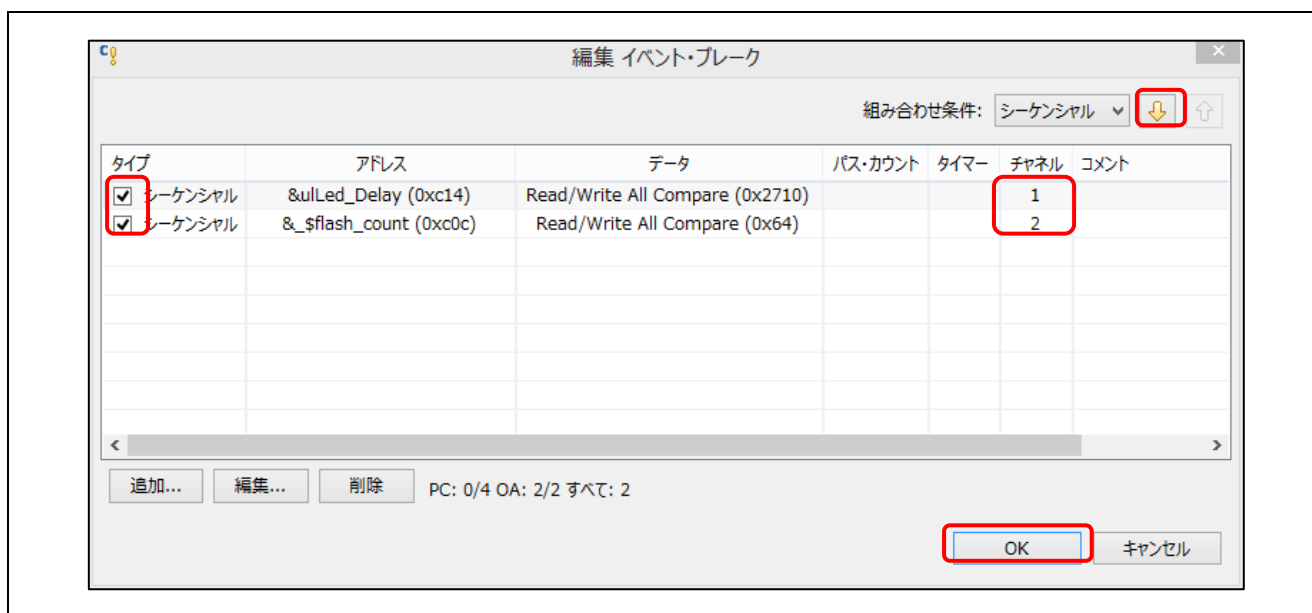 編集 イベント・ブレーク
組み合わせ条件: シーケンシャル
タイプ アドレス データ パス・カウント タイマー チャネル コメント
シーケンシャル &ulLed_Delay (0xc14) Read/Write All Compare (0x2710) 1
シーケンシャル &_$flash_count (0xc0c) Read/Write All Compare (0x64) 2
追加... 編集... 削除 PC: 0/4 OA: 2/2 すべて: 2
OK キャンセル